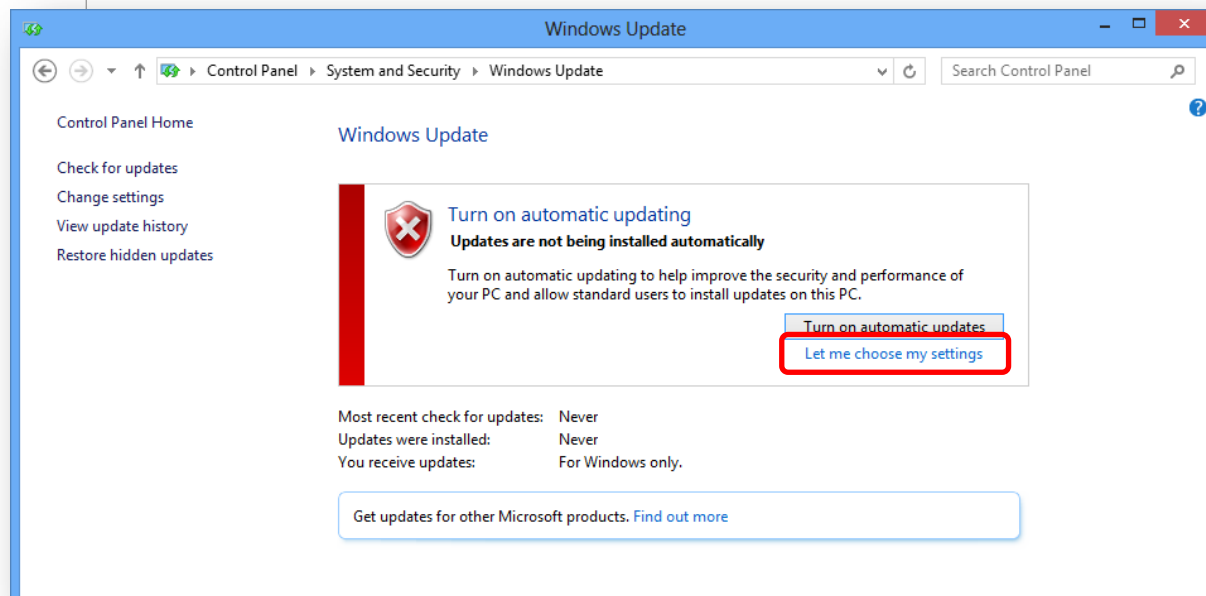 Windows Update
Control Panel System and Security Windows Update
Search Control Panel
Control Panel Home
Check for updates
Change settings
View update history
Restore hidden updates
Windows Update
Turn on automatic updating
Updates are not being installed automatically
Turn on automatic updating to help improve the security and performance of
your PC and allow standard users to install updates on this PC.
Turn on automatic updates
Let me choose my settings
Most recent check for updates: Never
Updates were installed: Never
You receive updates: For Windows only.
Get updates for other Microsoft products. Find out more